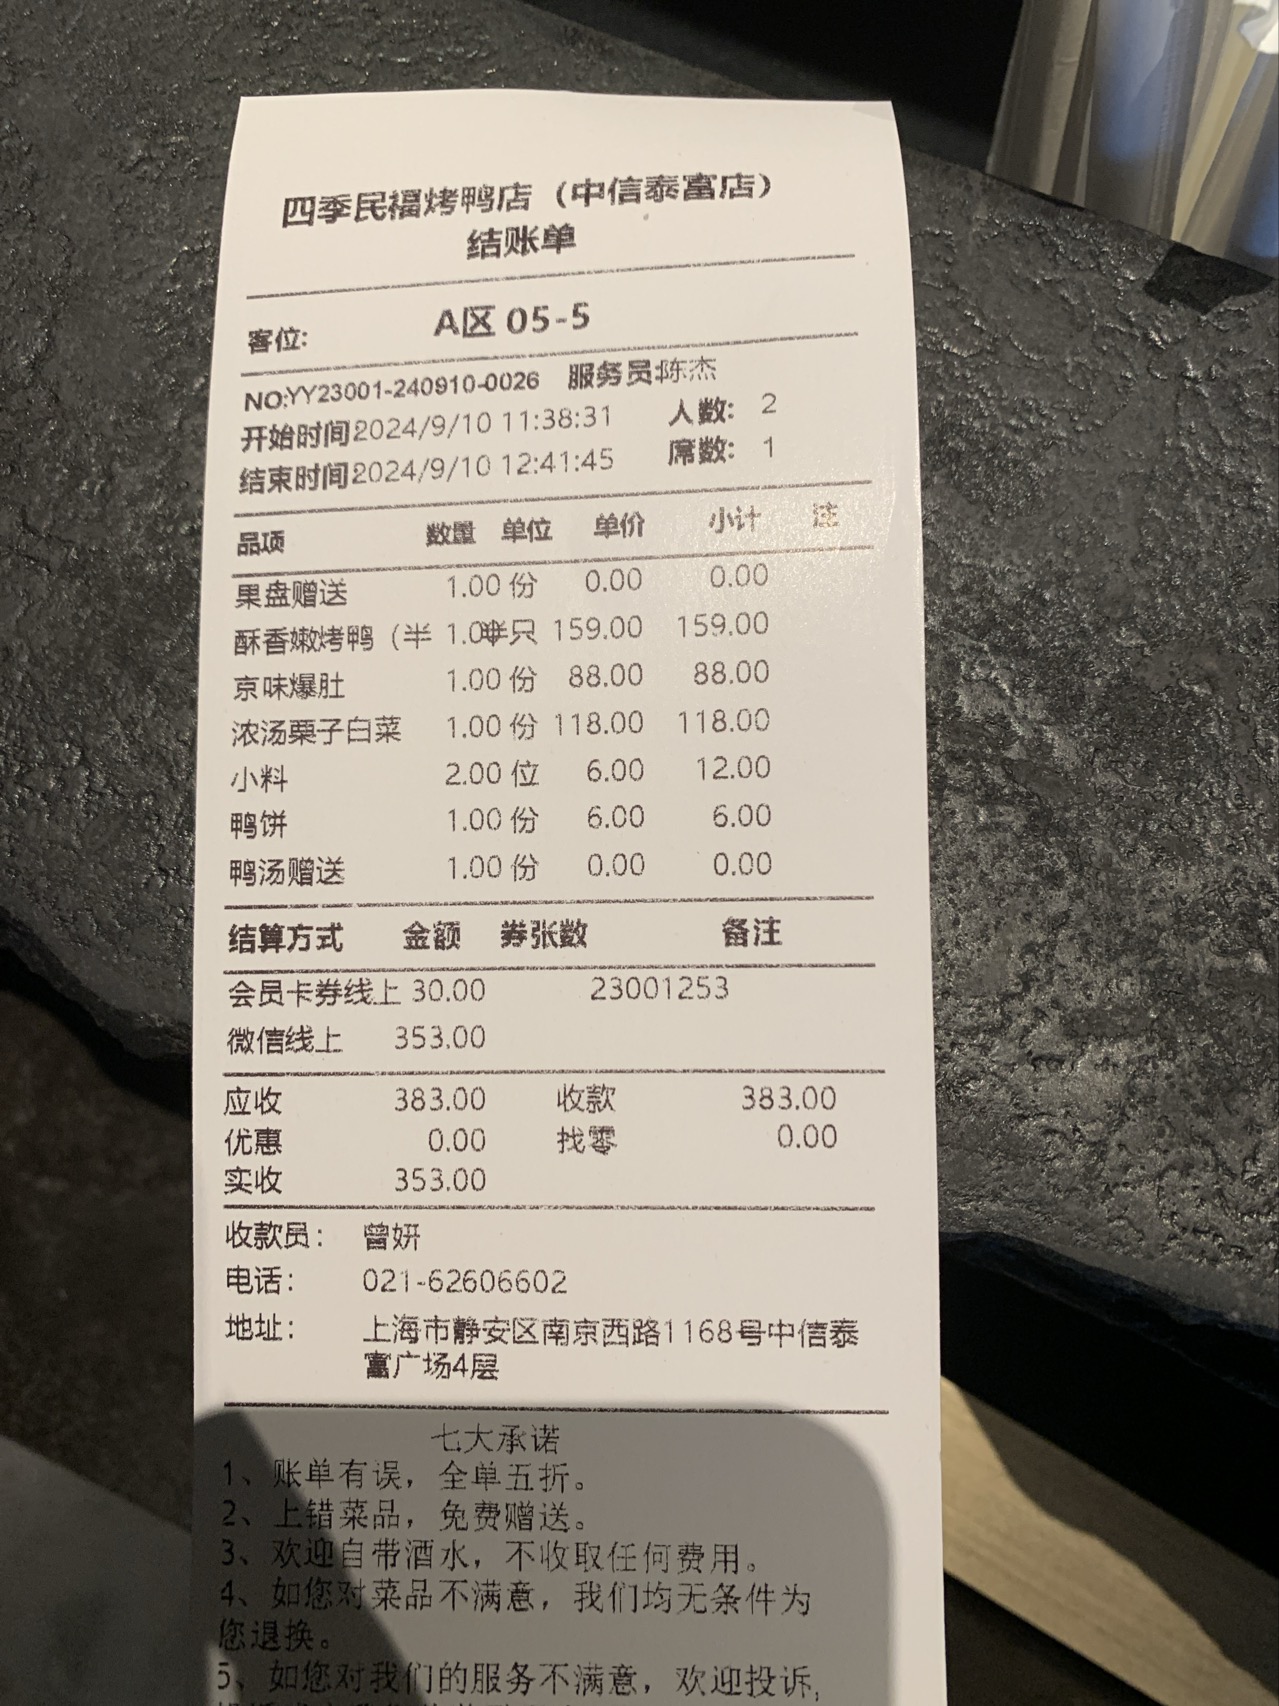 四季民福烤鸭店（中信泰富店）
结账单
客位: A区 05-5
NO:YY23001-240910-0026 服务员:陈杰
开始时间2024/9/10 11:38:31 人数: 2
结束时间2024/9/10 12:41:45 席数: 1
品项 数量 单位 单价 小计 注
果盘赠送 1.00 份 0.00 0.00
酥香嫩烤鸭（半 1.00半只 159.00 159.00
京味爆肚 1.00 份 88.00 88.00
浓汤栗子白菜 1.00 份 118.00 118.00
小料 2.00 位 6.00 12.00
鸭饼 1.00 份 6.00 6.00
鸭汤赠送 1.00 份 0.00 0.00
结算方式 金额 券张数 备注
会员卡券线上 30.00 23001253
微信线上 353.00
应收 383.00 收款 383.00
优惠 0.00 找零 0.00
实收 353.00
收款员: 曾妍
电话: 021-62606602
地址: 上海市静安区南京西路1168号中信泰
富广场4层
七大承诺
1、账单有误，全单五折。
2、上错菜品，免费赠送。
3、欢迎自带酒水，不收取任何费用。
4、如您对菜品不满意，我们均无条件为
您退换。
5、如您对我们的服务不满意，欢迎投诉,